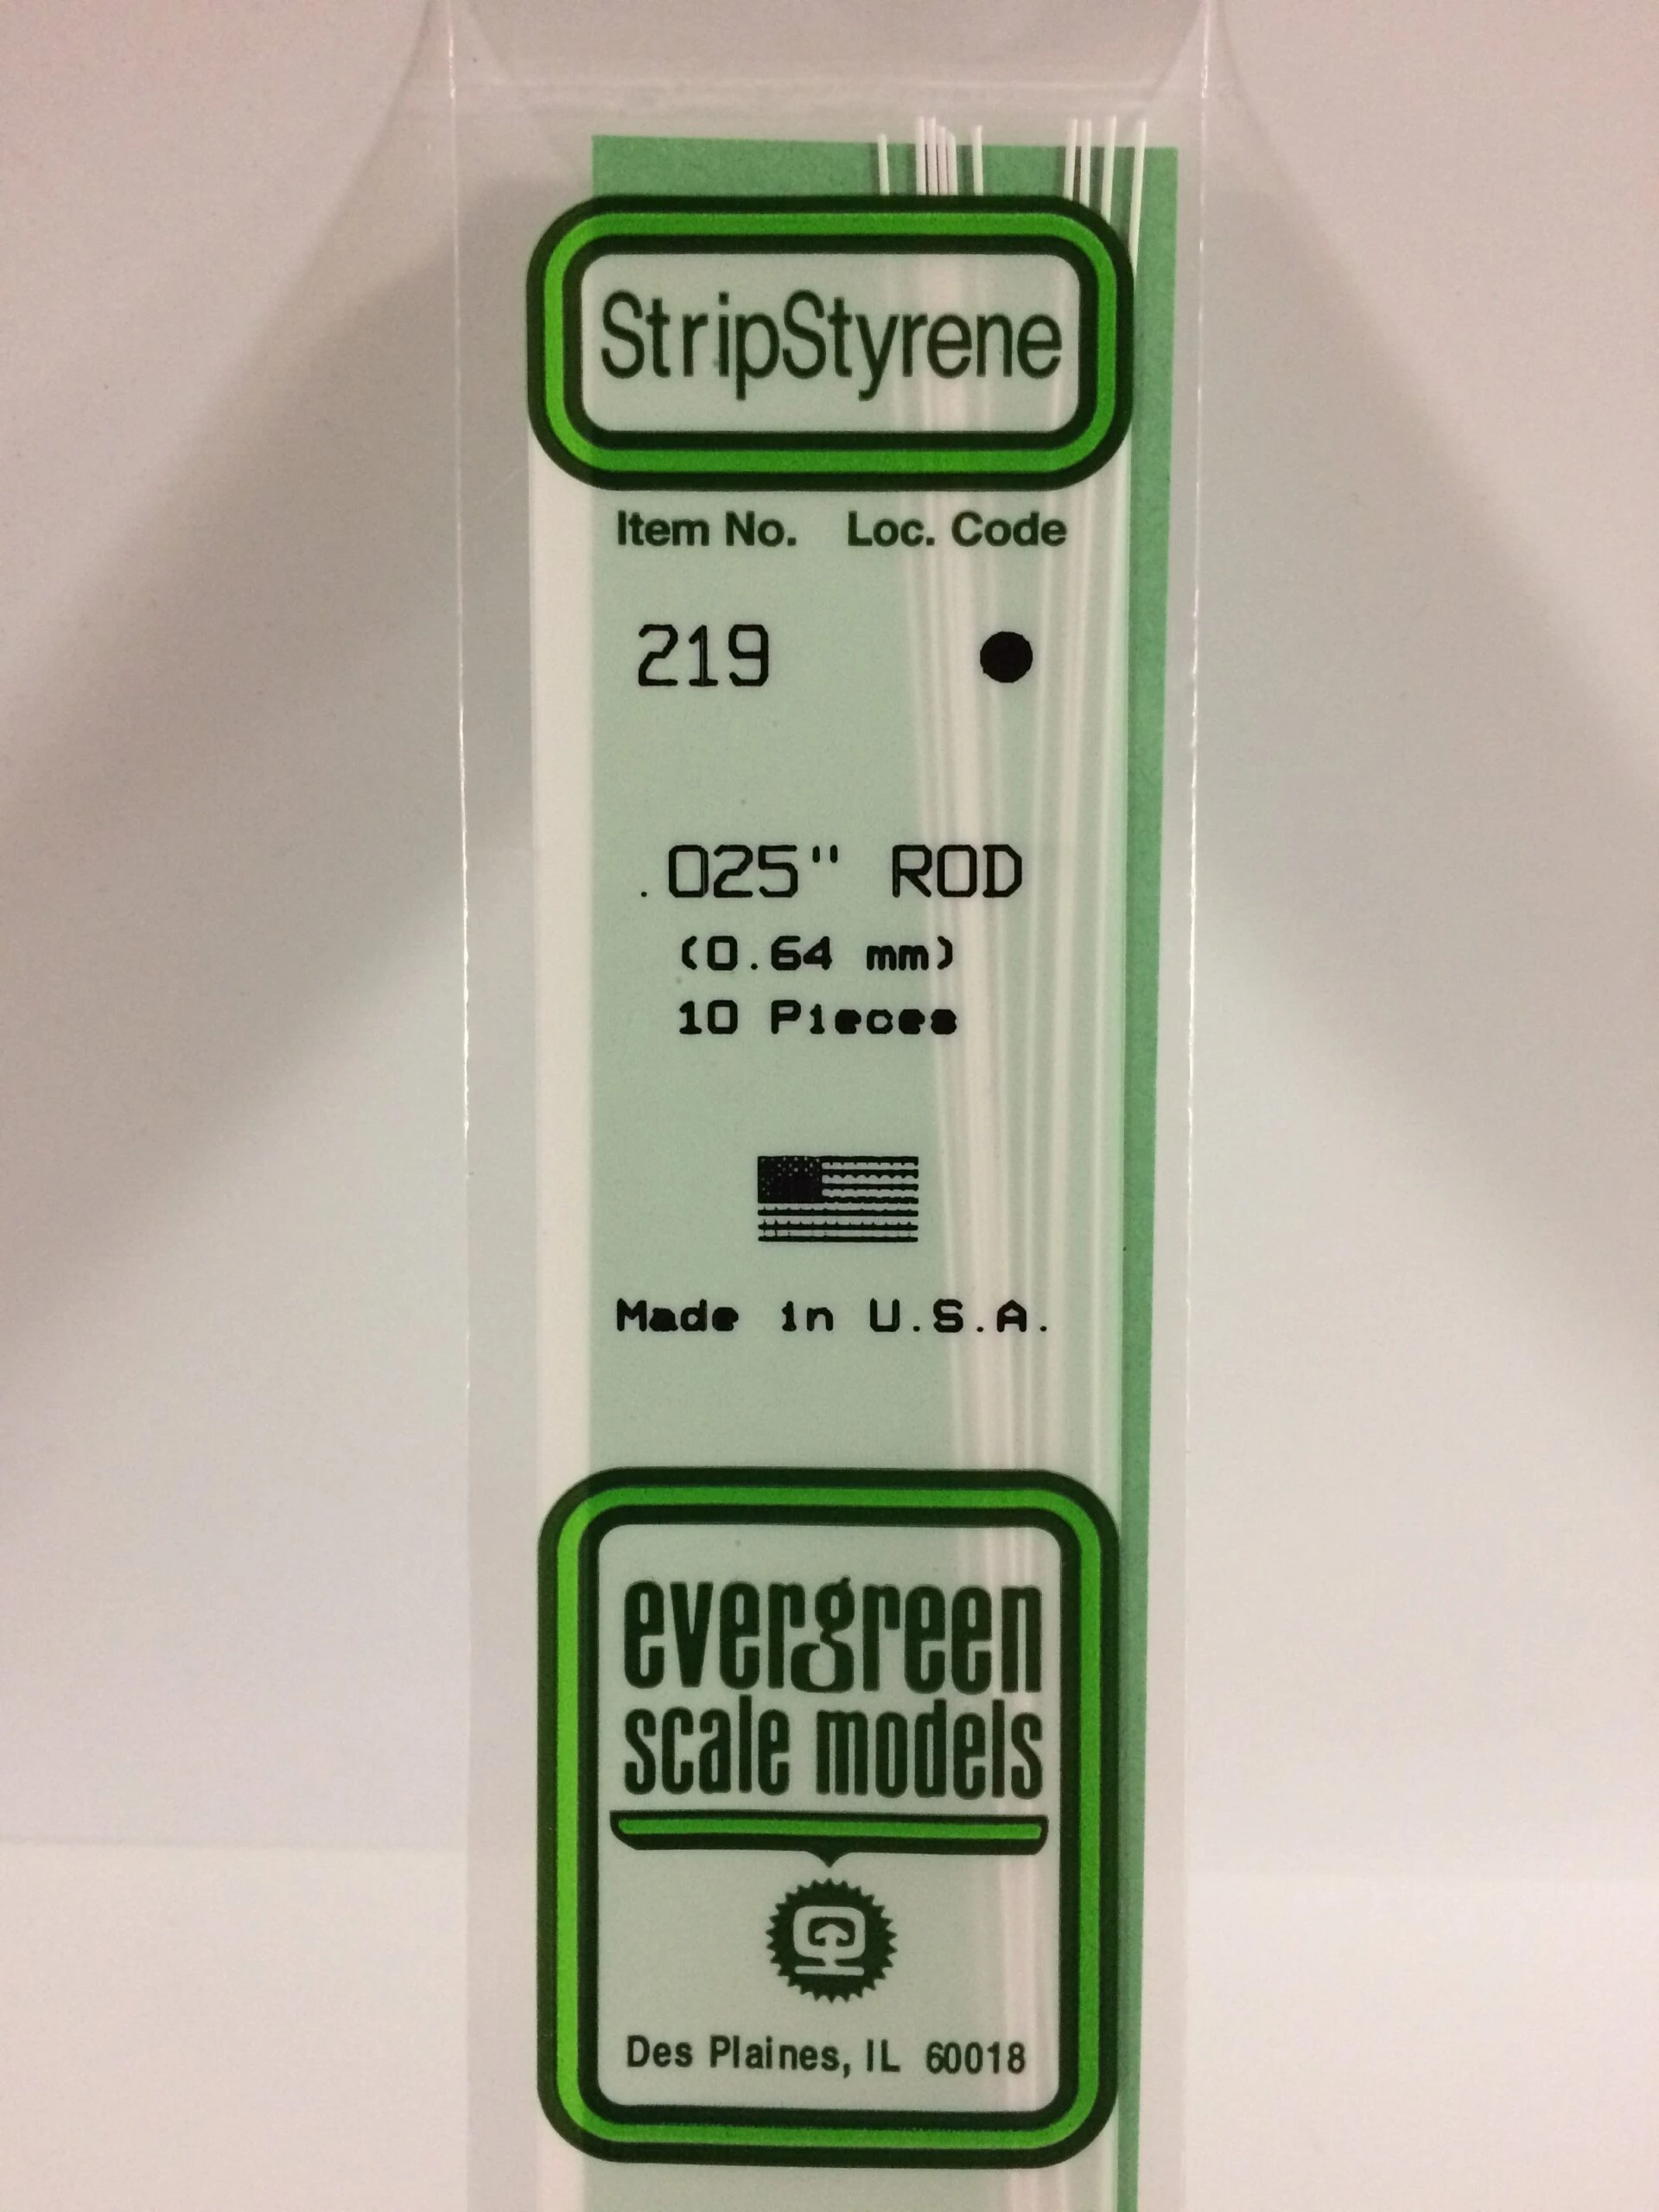 StripStyrene
Item No. Loc. Code
219
.025" ROD
(0.64 mm)
10 Pieces
Made in U.S.A.
evergreen
scale models
Des Plaines, IL 60018